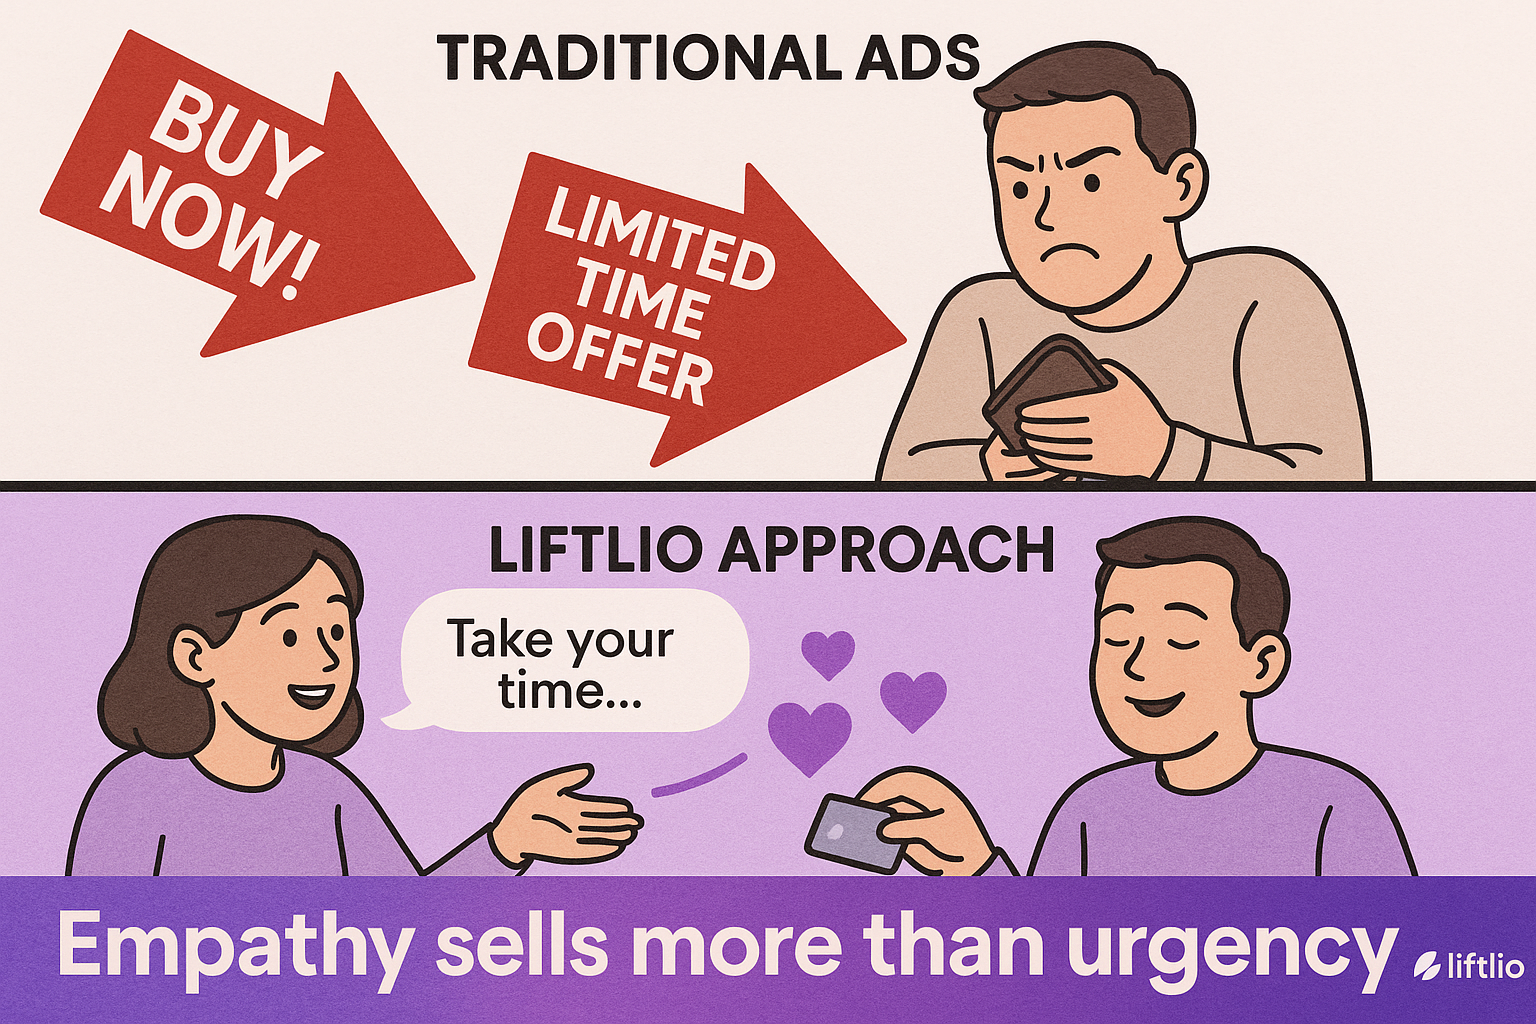 TRADITIONAL ADS
BUY
NOW!
LIMITED
TIME
OFFER
LIFTLIO APPROACH
Take your
time...
Empathy sells more than urgency
liftlio